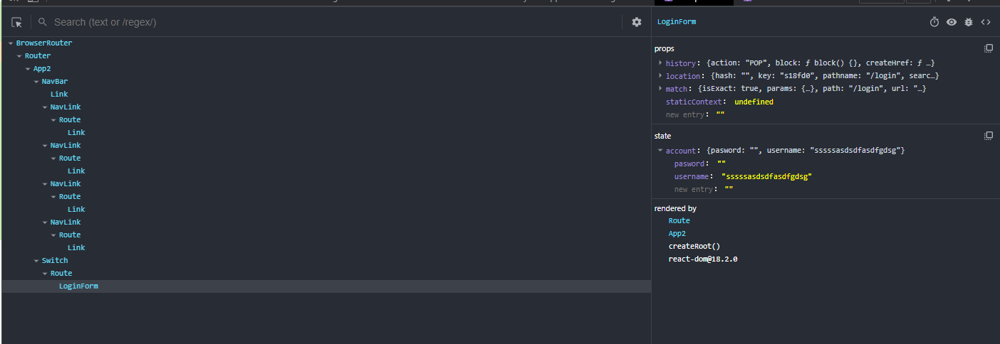 Search (text or /regex/)
BrowserRouter
Router
App2
NavBar
Link
NavLink
Route
Link
NavLink
Route
Link
NavLink
Route
Link
NavLink
Route
Link
Switch
Route
LoginForm
LoginForm
props
history: {action: "POP", block: ƒ block() {}, createHref: ƒ …}
location: {hash: "", key: "s18fd0", pathname: "/login", searc…}
match: {isExact: true, params: {…}, path: "/login", url: "…}
staticContext: undefined
new entry: ""
state
account: {pasword: "", username: "sssssasdsdfasdfgdsg"}
pasword: ""
username: "sssssasdsdfasdfgdsg"
new entry: ""
rendered by
Route
App2
createRoot()
react-dom@18.2.0